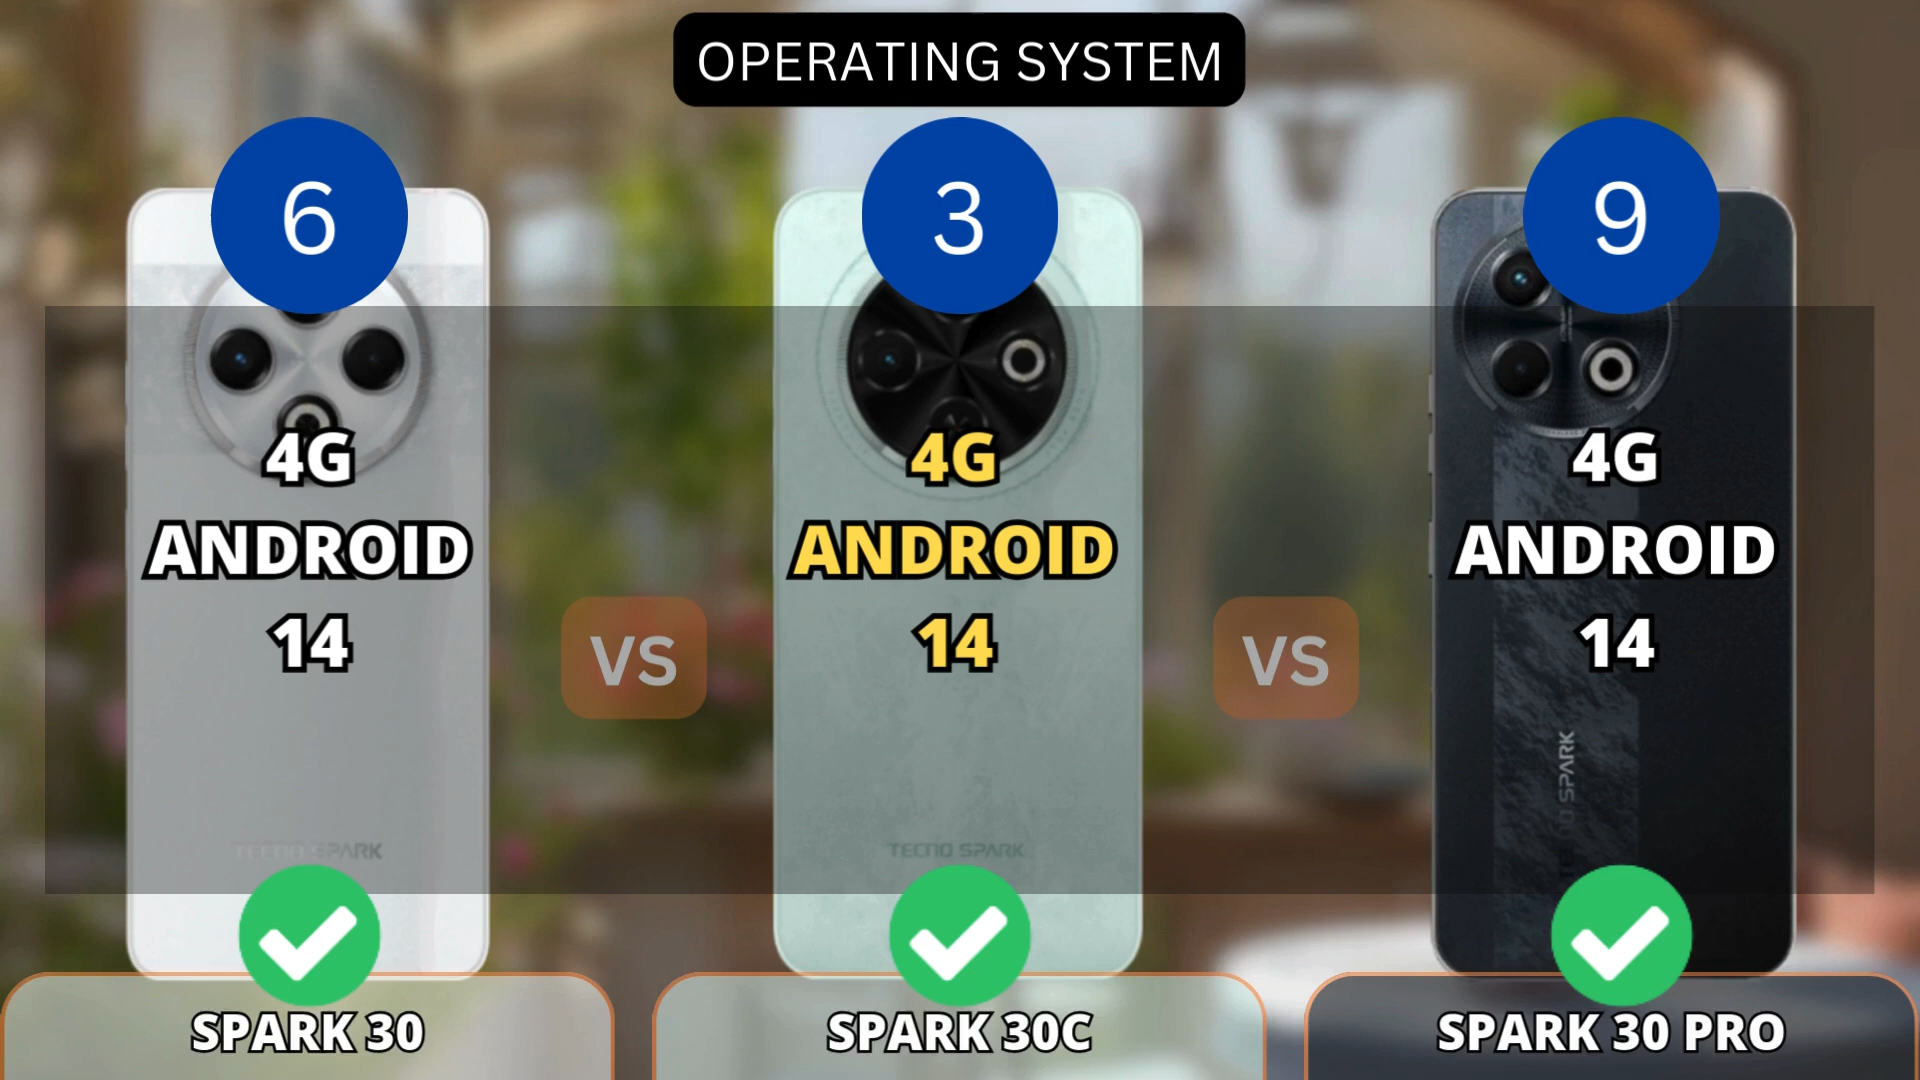 OPERATING SYSTEM
6
3
9
4G
ANDROID
14
4G
ANDROID
14
4G
ANDROID
14
VS
VS
TECNO SPARK
TECNO SPARK
TECNO SPARK
SPARK 30
SPARK 30C
SPARK 30 PRO